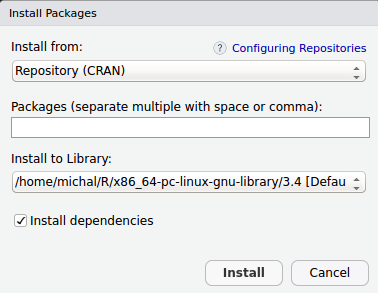 Install Packages
Install from:
? Configuring Repositories
Repository (CRAN)
Packages (separate multiple with space or comma):
Install to Library:
/home/michal/R/x86_64-pc-linux-gnu-library/3.4 [Defau
Install dependencies
Install
Cancel